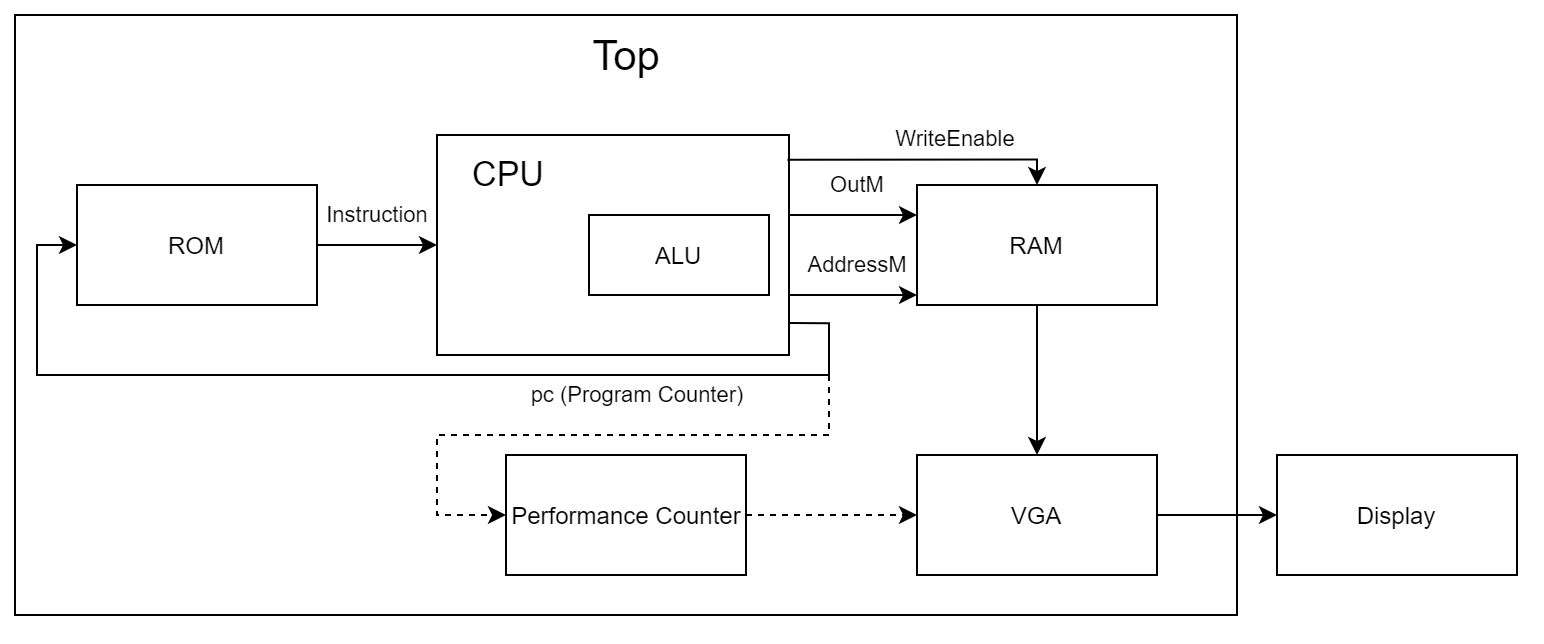 Top
WriteEnable
CPU
OutM
Instruction
ROM
ALU
RAM
AddressM
pc (Program Counter)
Performance Counter
VGA
Display